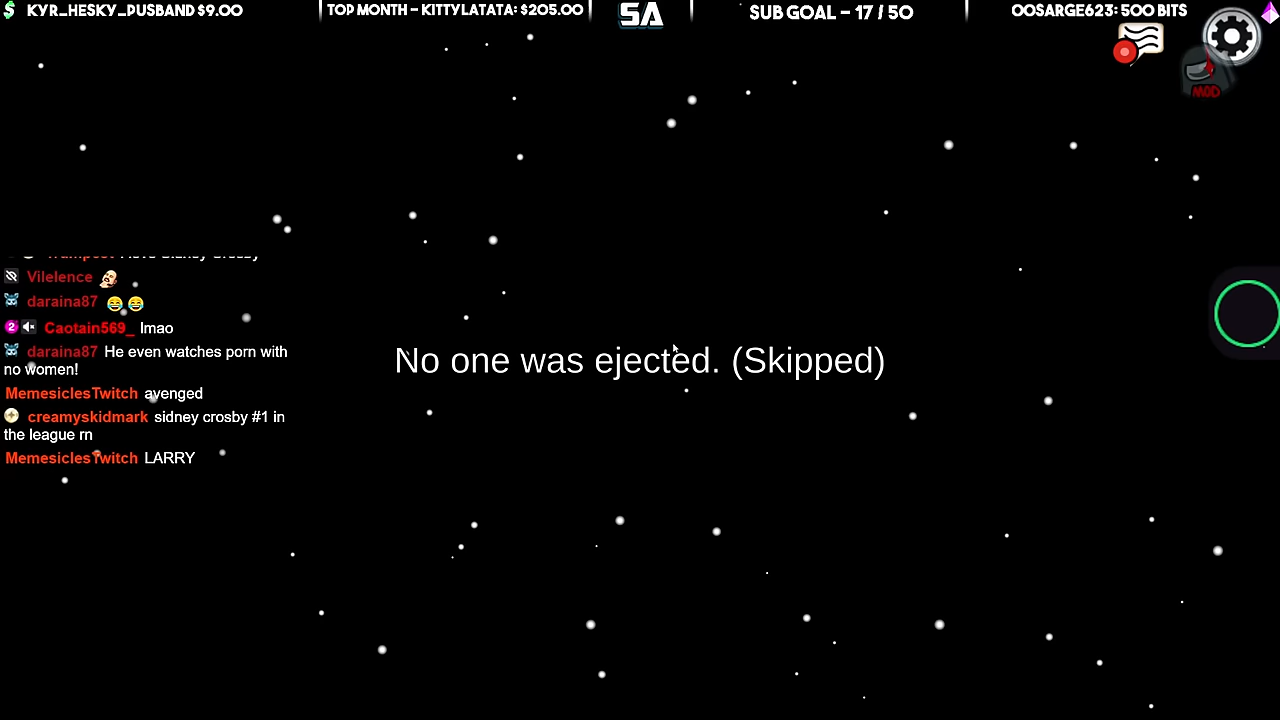 $ KYR_HESKY_PUSBAND $9.00
TOP MONTH - KITTYLATATA: $205.00
SA
SUB GOAL - 17 / 50
OOSARGE623: 500 BITS
MOD
Vilelence
daraina87
2 Caotain569_ lmao
daraina87 He even watches porn with
no women!
MemesiclesTwitch avenged
creamyskidmark sidney crosby #1 in
the league rn
MemesiclesTwitch LARRY
No one was ejected. (Skipped)